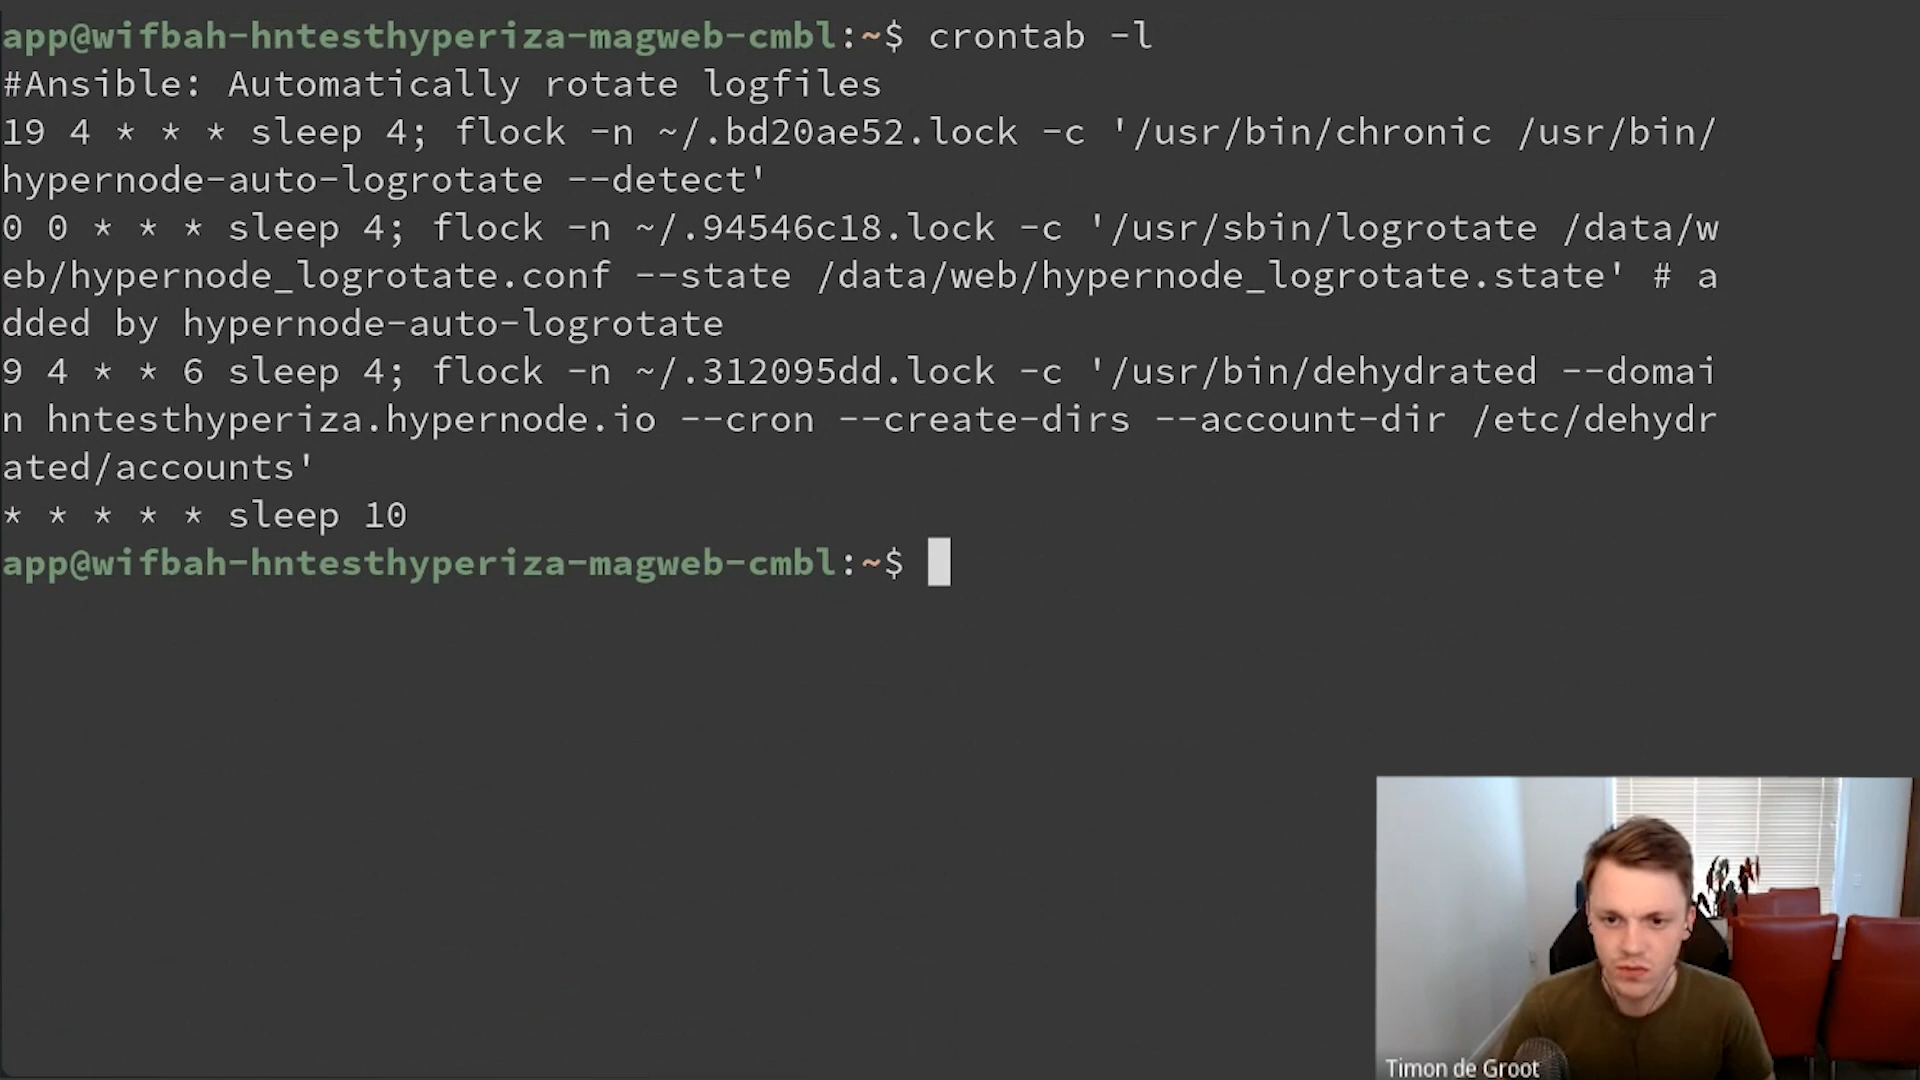 app@wifbah-hntesthyperiza-magweb-cmbl:~$ crontab -l
#Ansible: Automatically rotate logfiles
19 4 * * * sleep 4; flock -n ~/.bd20ae52.lock -c '/usr/bin/chronic /usr/bin/
hypernode-auto-logrotate --detect'
0 0 * * * sleep 4; flock -n ~/.94546c18.lock -c '/usr/sbin/logrotate /data/w
eb/hypernode_logrotate.conf --state /data/web/hypernode_logrotate.state' # a
dded by hypernode-auto-logrotate
9 4 * * 6 sleep 4; flock -n ~/.312095dd.lock -c '/usr/bin/dehydrated --domai
n hntesthyperiza.hypernode.io --cron --create-dirs --account-dir /etc/dehydr
ated/accounts'
* * * * * sleep 10
app@wifbah-hntesthyperiza-magweb-cmbl:~$
Timon de Groot